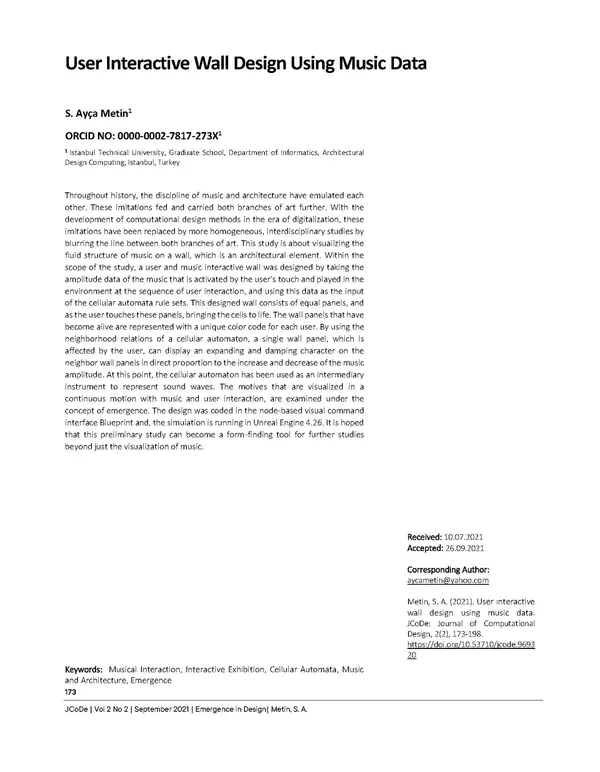 User Interactive Wall Design Using Music Data
S. Ayça Metin¹
ORCID NO: 0000-0002-7817-273X¹
¹ Istanbul Technical University, Graduate School, Department of Informatics, Architectural
Design Computing, Istanbul, Turkey
Throughout history, the discipline of music and architecture have emulated each
other. These imitations fed and carried both branches of art further. With the
development of computational design methods in the era of digitalization, these
imitations have been replaced by more homogeneous, interdisciplinary studies by
blurring the line between both branches of art. This study is about visualizing the
fluid structure of music on a wall, which is an architectural element. Within the
scope of the study, a user and music interactive wall was designed by taking the
amplitude data of the music that is activated by the user's touch and played in the
environment at the sequence of user interaction, and using this data as the input
of the cellular automata rule sets. This designed wall consists of equal panels, and
as the user touches these panels, bringing the cells to life. The wall panels that have
become alive are represented with a unique color code for each user. By using the
neighborhood relations of a cellular automaton, a single wall panel, which is
affected by the user, can display an expanding and damping character on the
neighbor wall panels in direct proportion to the increase and decrease of the music
amplitude. At this point, the cellular automaton has been used as an intermediary
instrument to represent sound waves. The motives that are visualized in a
continuous motion with music and user interaction, are examined under the
concept of emergence. The design was coded in the node-based visual command
interface Blueprint and, the simulation is running in Unreal Engine 4.26. It is hoped
that this preliminary study can become a form-finding tool for further studies
beyond just the visualization of music.
Received: 10.07.2021
Accepted: 26.09.2021
Corresponding Author:
aycametin@yahoo.com
Metin, S. A. (2021). User interactive
wall design using music data.
JCoDe: Journal of Computational
Design, 2(2), 173-198.
https://doi.org/10.53710/jcode.9693
20
Keywords: Musical Interaction, Interactive Exhibition, Cellular Automata, Music
and Architecture, Emergence
173
JCoDe | Vol 2 No 2 | September 2021 | Emergence in Design| Metin, S. A.